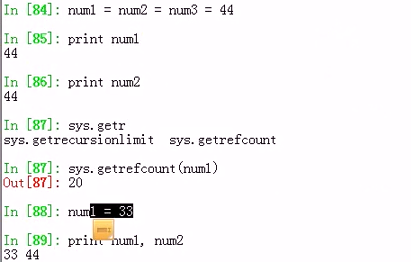 In [84]: num1 = num2 = num3 = 44
In [85]: print num1
44
In [86]: print num2
44
In [87]: sys.getr
sys.getrecursionlimit  sys.getrefcount
In [87]: sys.getrefcount(num1)
Out[87]: 20
In [88]: num1 = 33
In [89]: print num1, num2
33 44